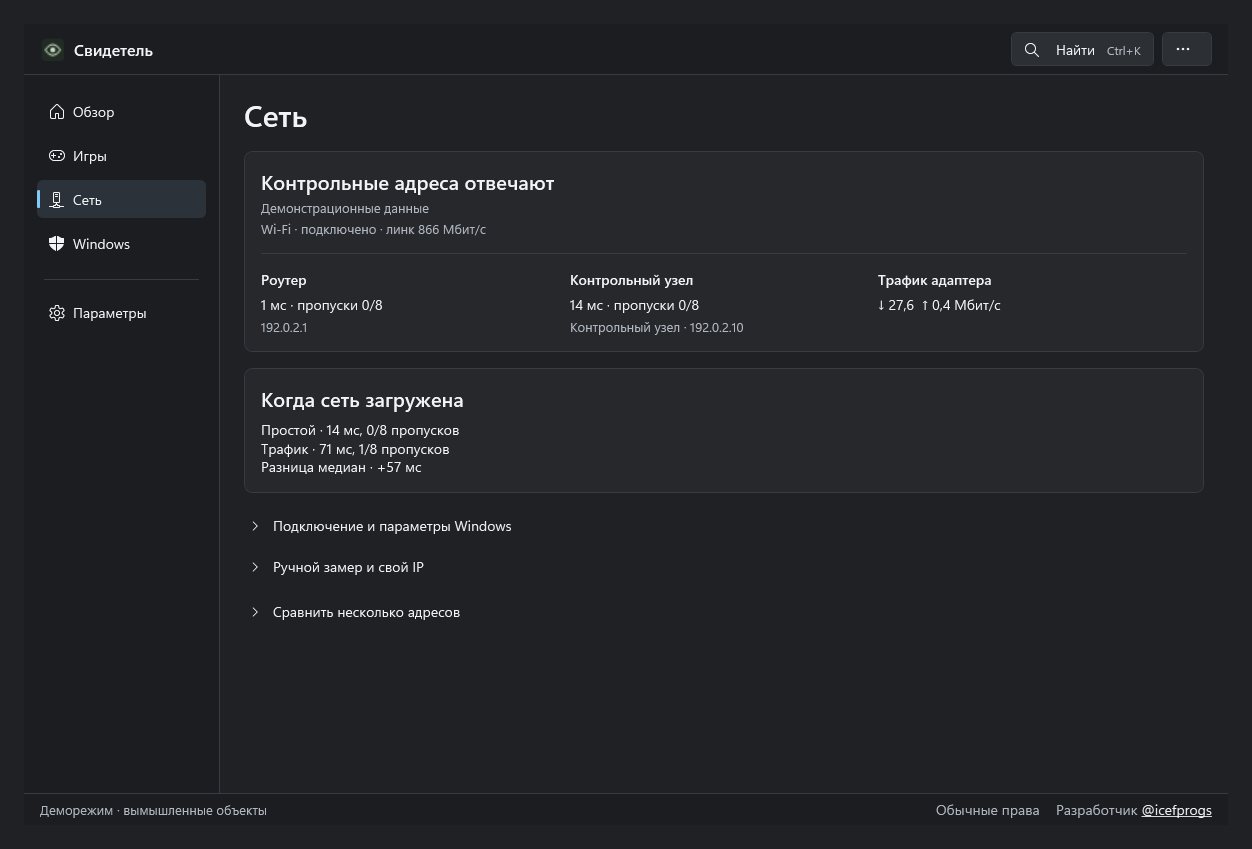 Свидетель
Найти Ctrl+K
···
Обзор
Игры
Сеть
Windows
Параметры
Сеть
Контрольные адреса отвечают
Демонстрационные данные
Wi-Fi · подключено · линк 866 Мбит/с
Роутер
1 мс · пропуски 0/8
192.0.2.1
Контрольный узел
14 мс · пропуски 0/8
Контрольный узел · 192.0.2.10
Трафик адаптера
↓ 27,6 ↑ 0,4 Мбит/с
Когда сеть загружена
Простой · 14 мс, 0/8 пропусков
Трафик · 71 мс, 1/8 пропусков
Разница медиан · +57 мс
Подключение и параметры Windows
Ручной замер и свой IP
Сравнить несколько адресов
Деморежим · вымышленные объекты
Обычные права
Разработчик @icefprogs